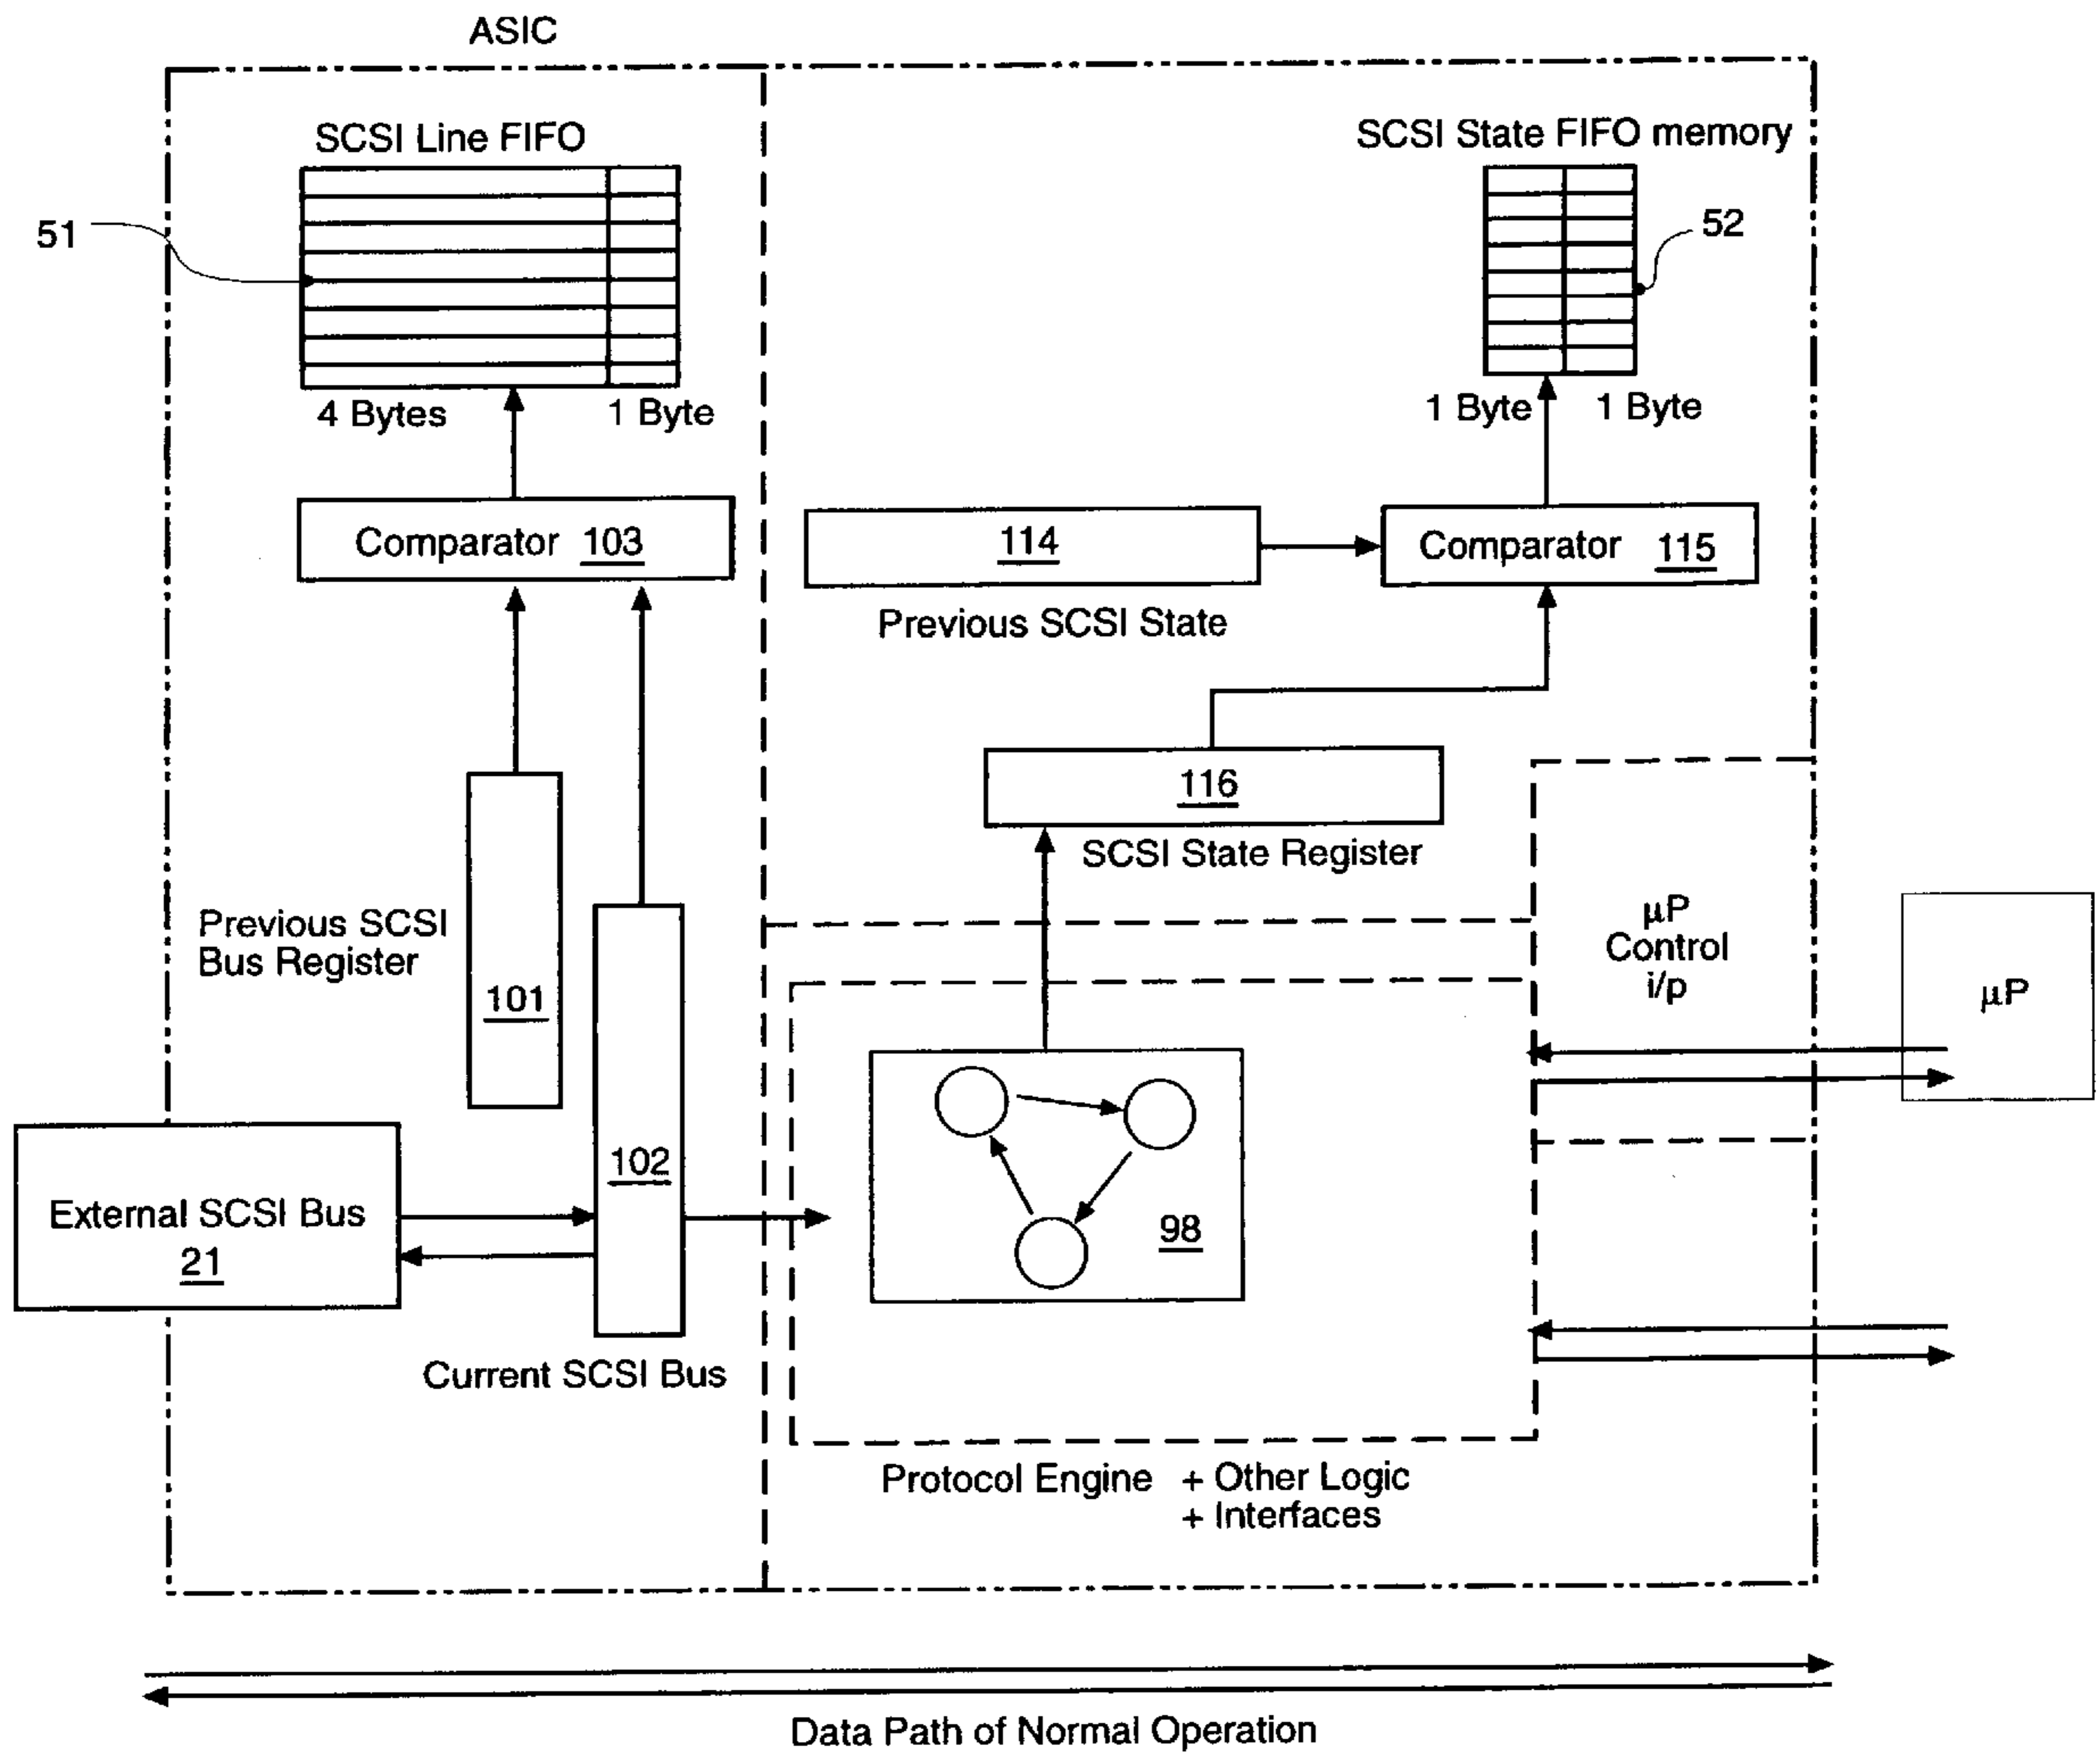 ASIC
SCSI Line FIFO
SCSI State FIFO memory
51
52
4 Bytes
1 Byte
1 Byte
1 Byte
Comparator 103
114
Comparator 115
Previous SCSI State
116
SCSI State Register
Previous SCSI
Bus Register
101
µP
Control
i/p
µP
102
External SCSI Bus
21
98
Current SCSI Bus
Protocol Engine + Other Logic
+ Interfaces
Data Path of Normal Operation